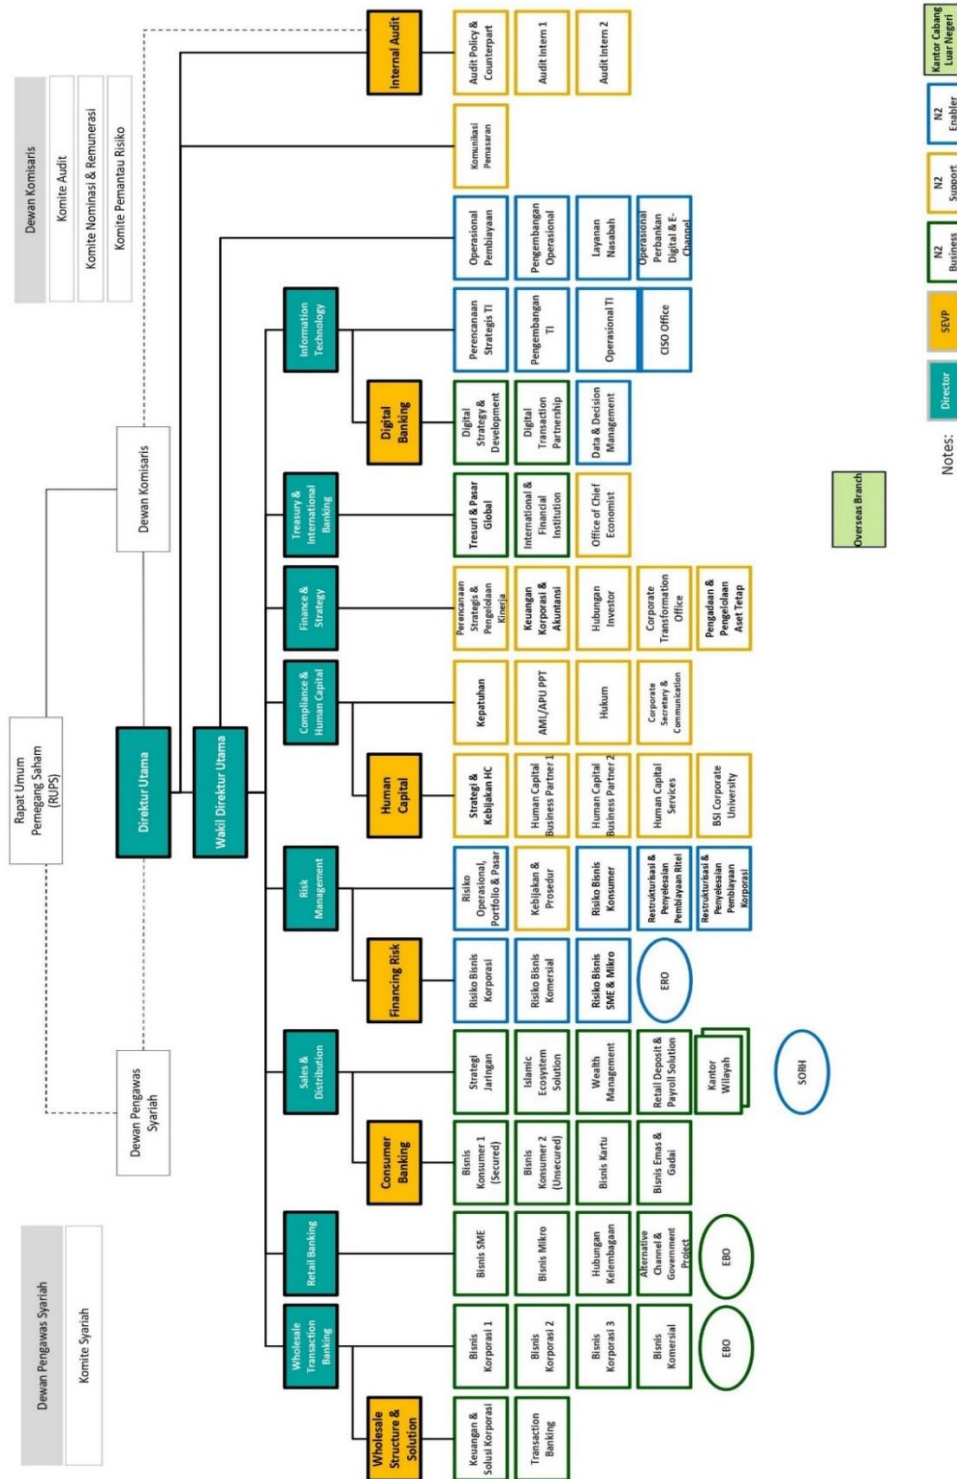 Rapat Umum
Pemegang Saham
(RUPS)
Dewan Pengawas Syariah
Komite Syariah
Dewan Komisaris
Komite Audit
Komite Nominasi & Remunerasi
Komite Pemantau Risiko
Dewan Pengawas
Syariah
Direktur Utama
Dewan Komisaris
Wakil Direktur Utama
Wholesale
Transaction
Banking
Retail Banking
Sales &
Distribution
Risk
Management
Compliance &
Human Capital
Finance &
Strategy
Treasury &
International
Banking
Information
Technology
Wholesale
Structure &
Solution
Consumer
Banking
Financing Risk
Human
Capital
Digital
Banking
Internal Audit
Keuangan &
Solusi Korporasi
Transaction
Banking
Bisnis
Korporasi 1
Bisnis
Korporasi 2
Bisnis
Korporasi 3
Bisnis
Komersial
EBO
Bisnis SME
Bisnis Mikro
Hubungan
Kelembagaan
Alternative
Channel &
Government
Project
EBO
Bisnis
Konsumer 1
(Secured)
Bisnis
Konsumer 2
(Unsecured)
Bisnis Kartu
Bisnis Emas &
Gadai
Strategi
Jaringan
Islamic
Ecosystem
Solution
Wealth
Management
Retail Deposit &
Payroll Solution
Kantor
Wilayah
SORH
Risiko Bisnis
Korporasi
Risiko Bisnis
Komersial
Risiko Bisnis
SME & Mikro
ERO
Risiko
Operasional,
Portfolio & Pasar
Kebijakan &
Prosedur
Risiko Bisnis
Konsumer
Restrukturisasi &
Penyelesaian
Pembiayaan Ritel
Restrukturisasi &
Penyelesaian
Pembiayaan
Korporasi
Strategi &
Kebijakan HC
Human Capital
Business Partner 1
Human Capital
Business Partner 2
Human Capital
Services
BSI Corporate
University
Kepatuhan
AML/APU PPT
Hukum
Corporate
Secretary &
Communication
Perencanaan
Strategis &
Pengelolaan
Kinerja
Keuangan
Korporasi &
Akuntansi
Hubungan
Investor
Corporate
Transformation
Office
Pengadaan &
Pengelolaan
Aset Tetap
Tresuri & Pasar
Global
International &
Financial
Institution
Office of Chief
Economist
Overseas Branch
Digital
Strategy &
Development
Digital
Transaction
Partnership
Data & Decision
Management
Perencanaan
Strategis TI
Pengembangan
TI
Operasional TI
CISO Office
Operasional
Pembiayaan
Pengembangan
Operasional
Layanan
Nasabah
Operasional
Perbankan
Digital & E-
Channel
Komunikasi
Pemasaran
Audit Policy &
Counterpart
Audit Intern 1
Audit Intern 2
Notes:
Director
SEVP
N2
Business
N2
Support
N2
Enabler
Kantor Cabang
Luar Negeri